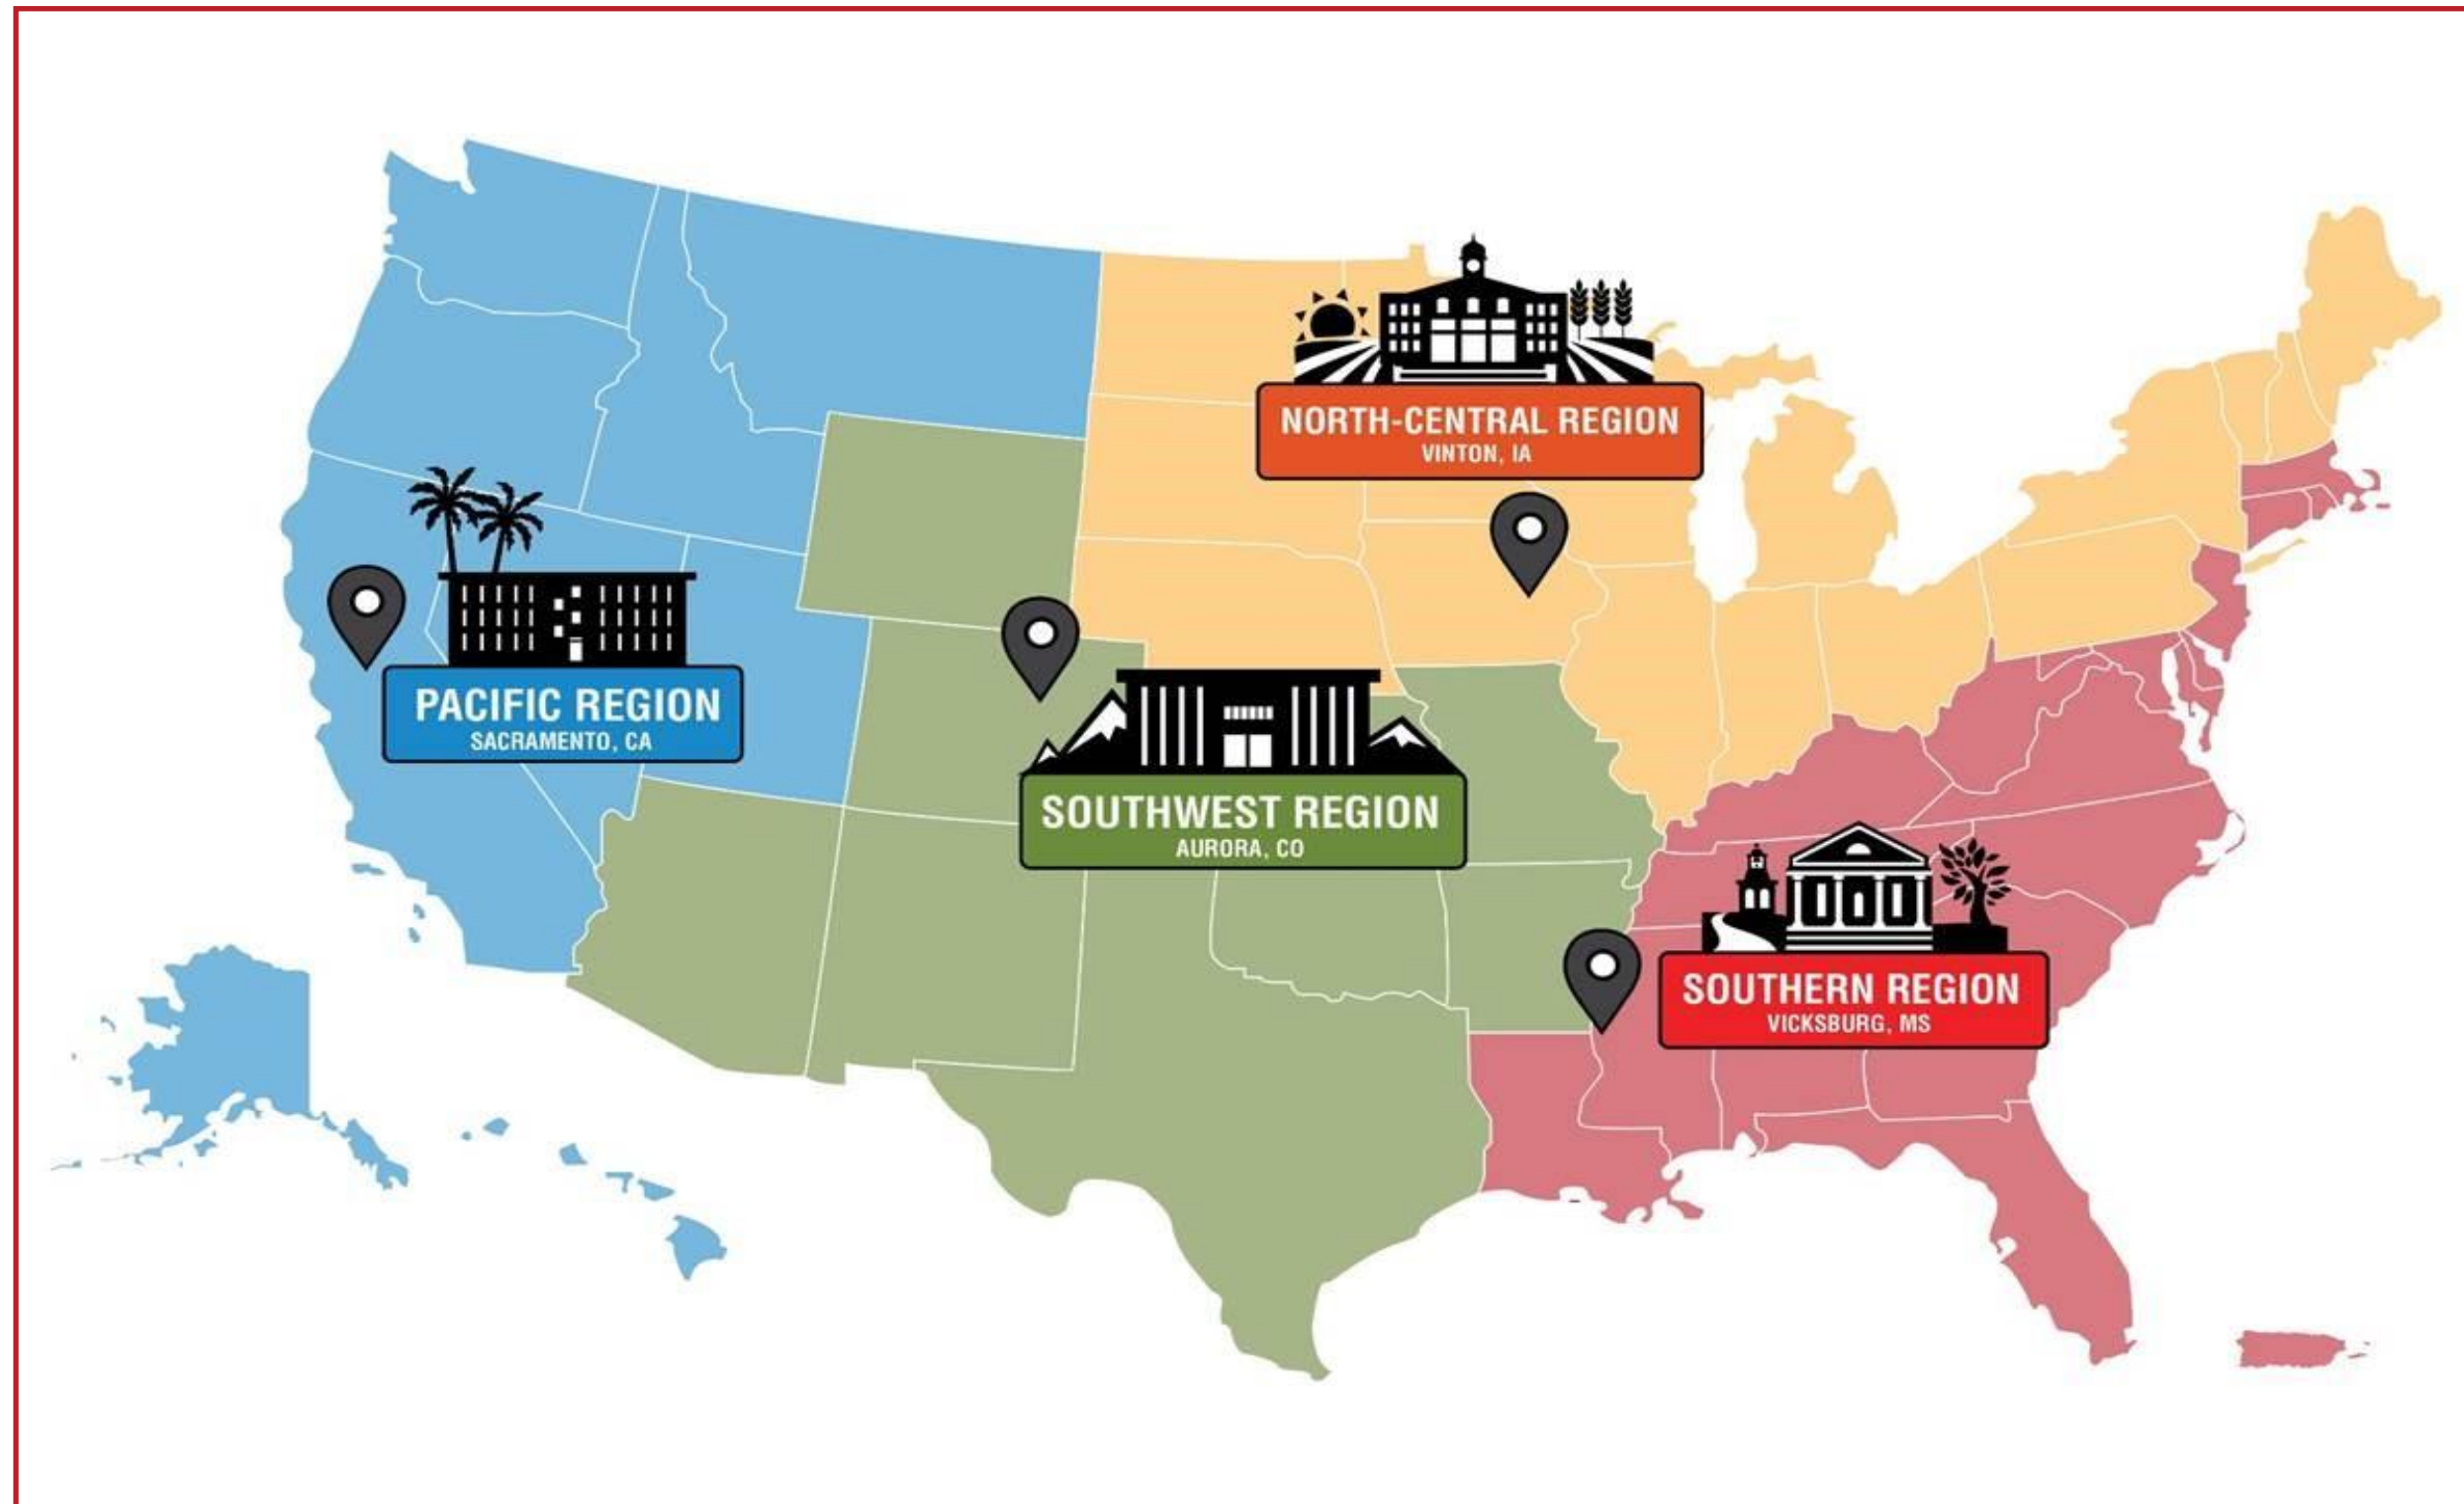 NORTH-CENTRAL REGION
VINTON, IA
PACIFIC REGION
SACRAMENTO, CA
SOUTHWEST REGION
AURORA, CO
SOUTHERN REGION
VICKSBURG, MS